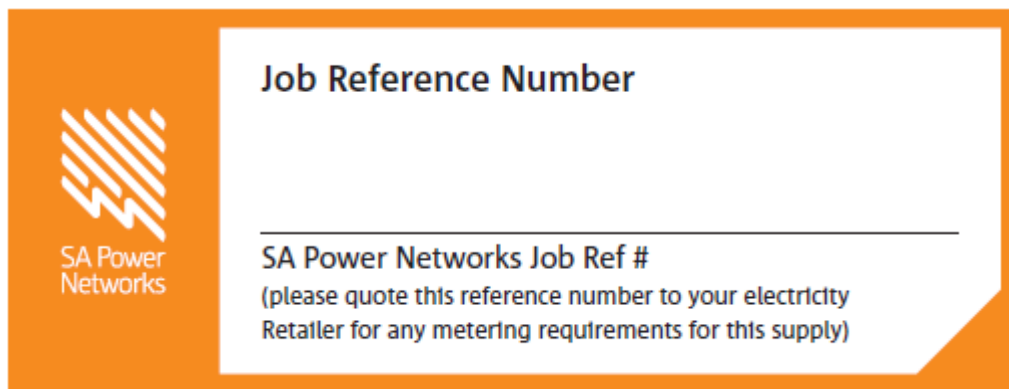 Job Reference Number
SA Power
Networks
SA Power Networks Job Ref #
(please quote this reference number to your electricity
Retailer for any metering requirements for this supply)